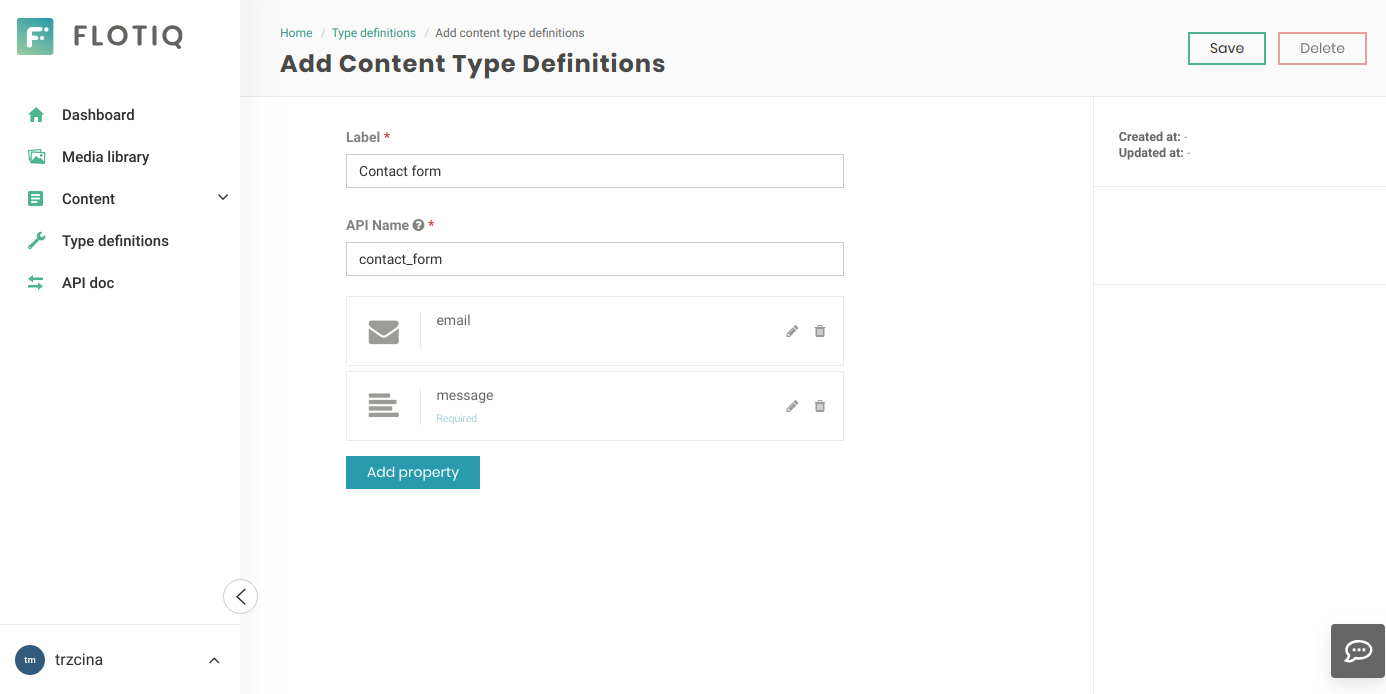 FLOTIQ
Dashboard
Media library
Content
Type definitions
API doc
tm trzcina
Home / Type definitions / Add content type definitions
Add Content Type Definitions
Save Delete
Label *
Contact form
API Name ? *
contact_form
email
message
Required
Add property
Created at: -
Updated at: -